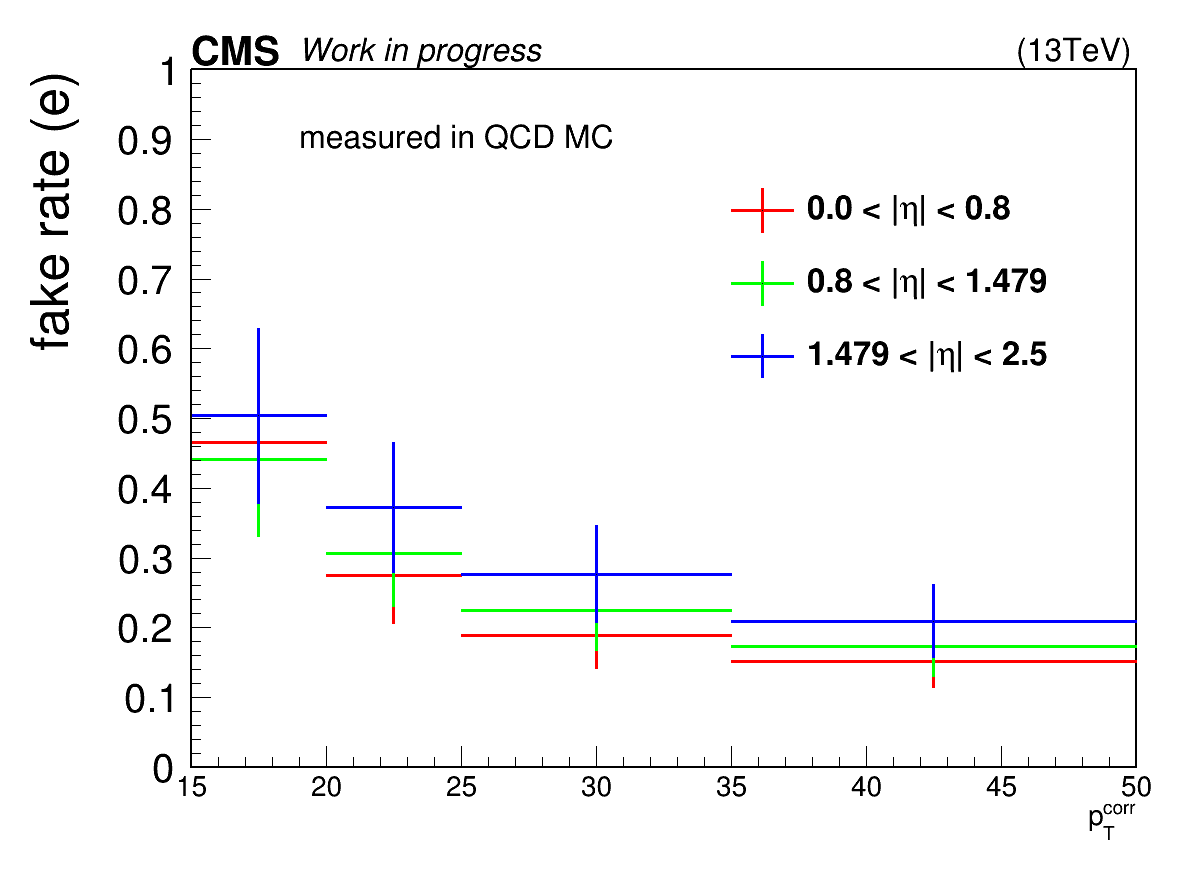 CMS Work in progress (13TeV)
fake rate (e)
measured in QCD MC
0.0 < |η| < 0.8
0.8 < |η| < 1.479
1.479 < |η| < 2.5
1
0.9
0.8
0.7
0.6
0.5
0.4
0.3
0.2
0.1
0
15 20 25 30 35 40 45 50
p_T^corr